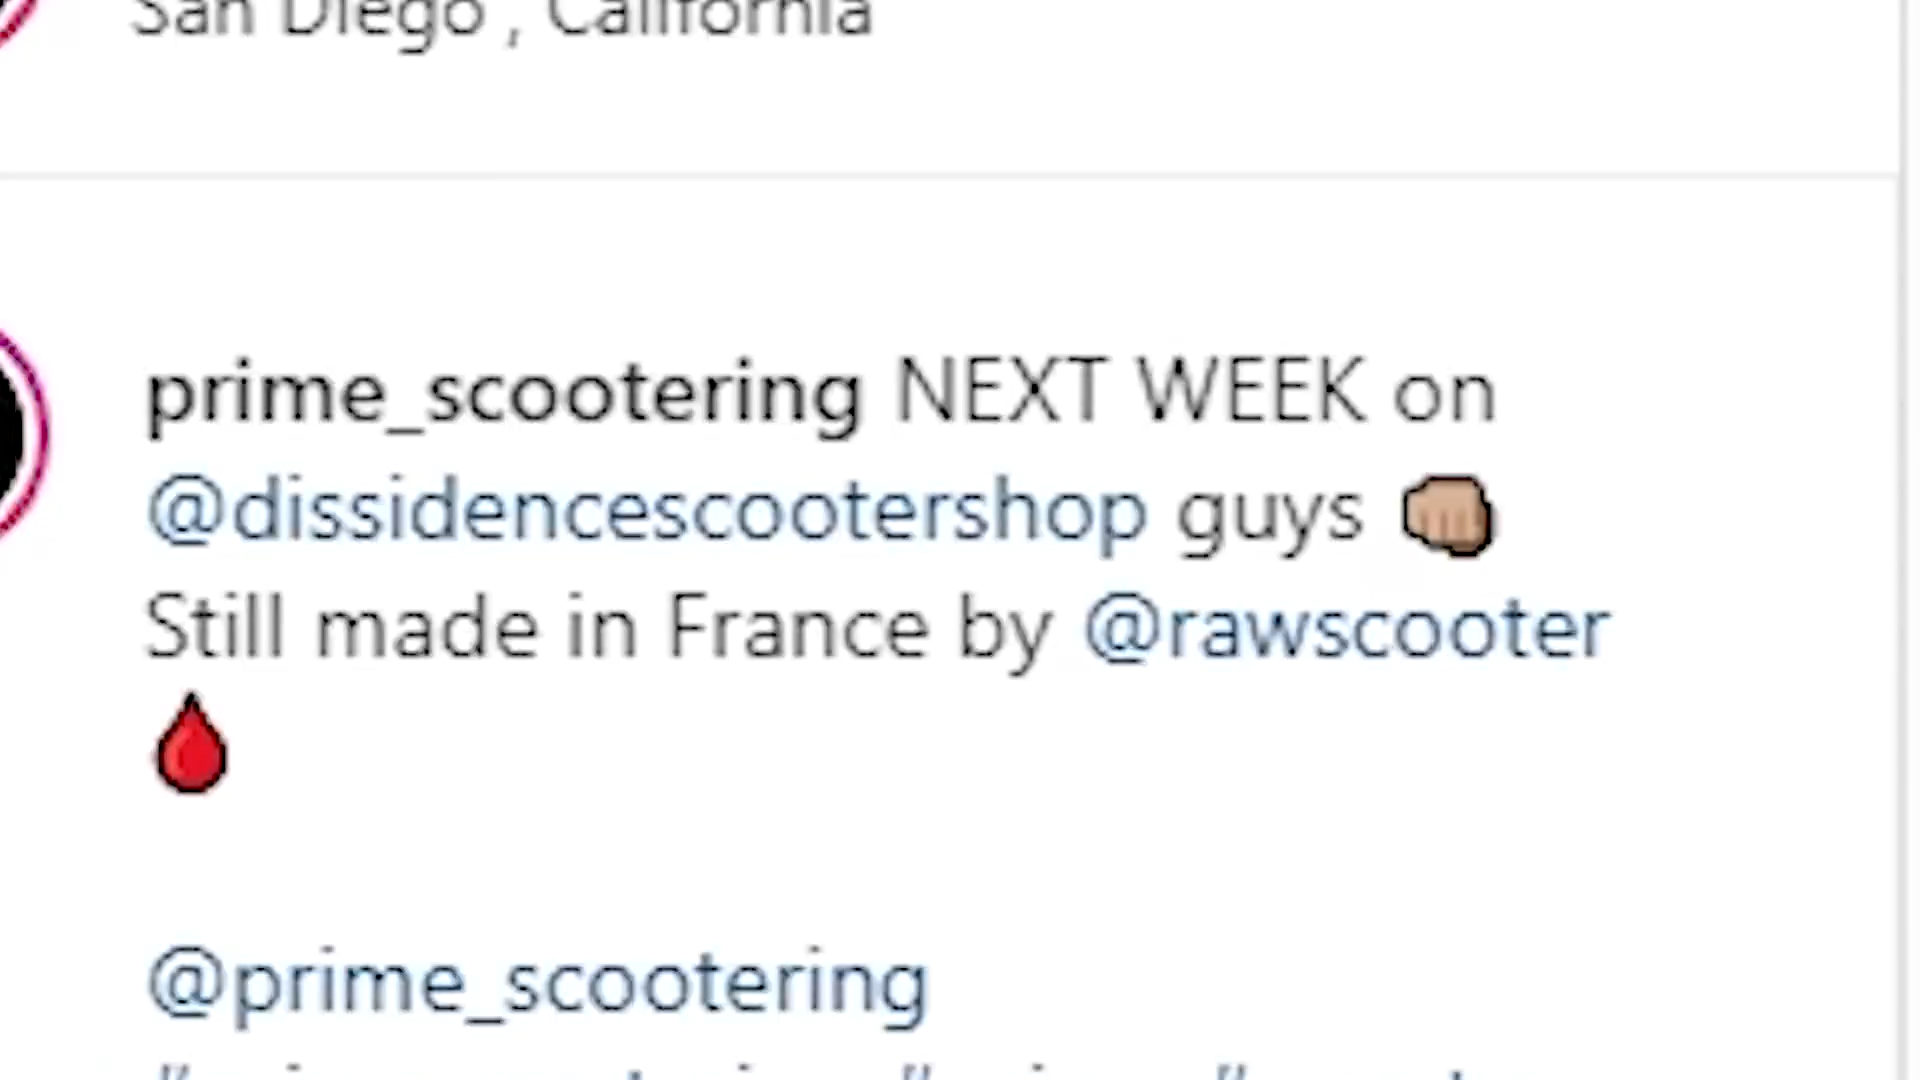 San Diego , California
prime_scootering NEXT WEEK on
@dissidencescootershop guys 👊🏽
Still made in France by @rawscooter
🩸
@prime_scootering